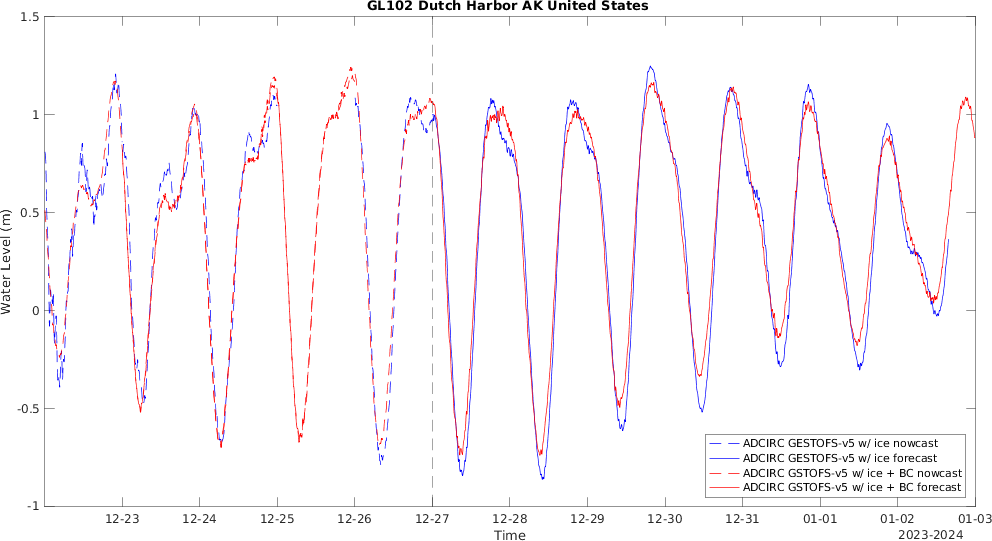 GL102 Dutch Harbor AK United States
1.5
1
0.5
0
-0.5
-1
Water Level (m)
ADCIRC GESTOFS-v5 w/ ice nowcast
ADCIRC GESTOFS-v5 w/ ice forecast
ADCIRC GSTOFS-v5 w/ ice + BC nowcast
ADCIRC GSTOFS-v5 w/ ice + BC forecast
12-23 12-24 12-25 12-26 12-27 12-28 12-29 12-30 12-31 01-01 01-02 01-03
Time
2023-2024